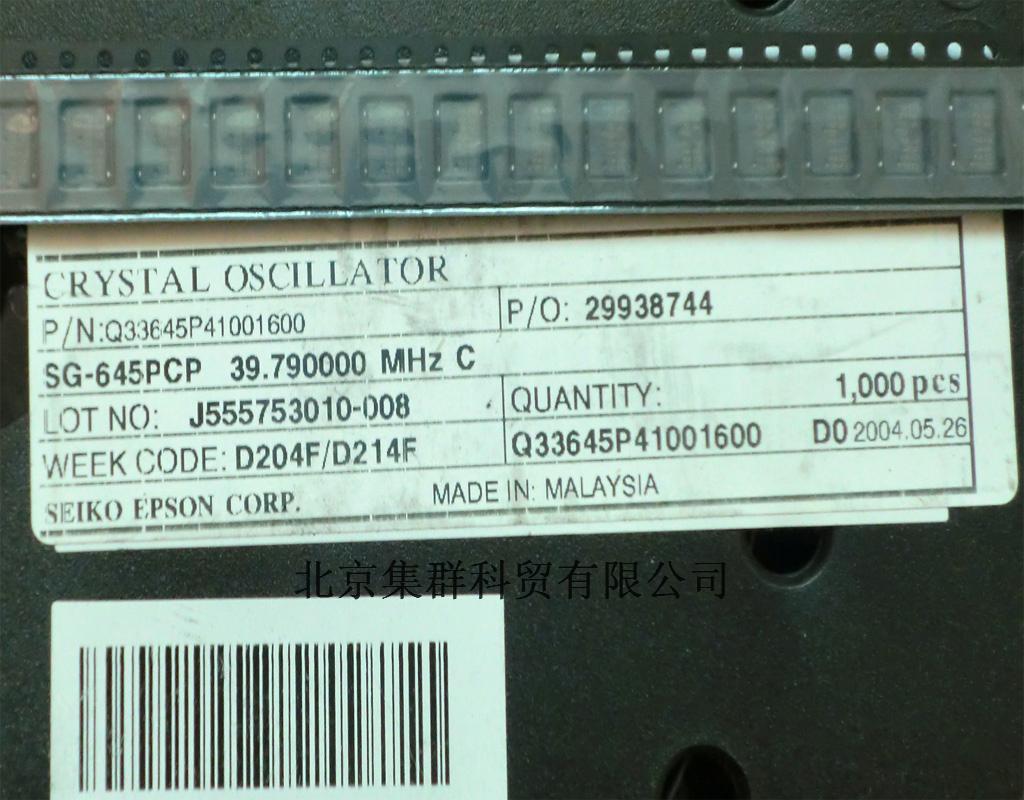 CRYSTAL OSCILLATOR
P/N:Q33645P41001600
P/O: 29938744
SG-645PCP 39.790000 MHz C
LOT NO: J555753010-008
QUANTITY: 1,000 pcs
WEEK CODE: D204F/D214F
Q33645P41001600 D0 2004.05.26
SEIKO EPSON CORP.
MADE IN: MALAYSIA
北京集群科贸有限公司